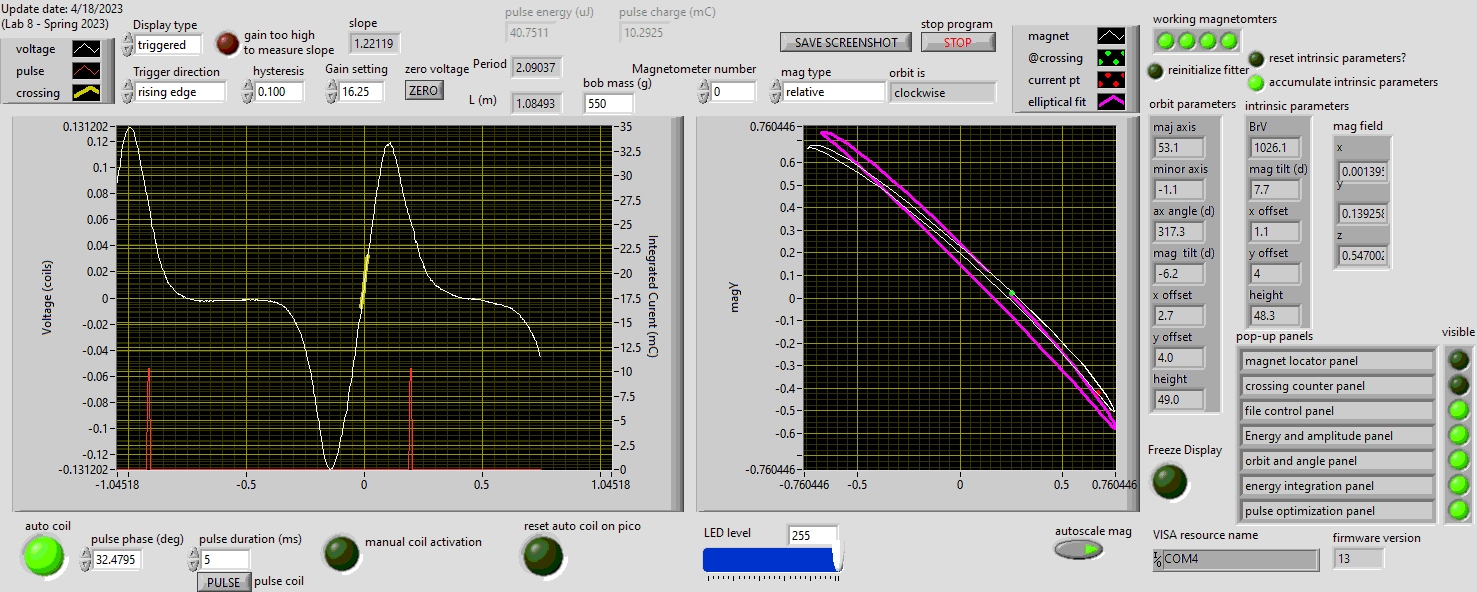 Update date: 4/18/2023
(Lab 8 - Spring 2023)
voltage
pulse
crossing
Display type
triggered
gain too high
to measure slope
slope
1.22119
pulse energy (uJ)
40.7511
pulse charge (mC)
10.2925
Trigger direction
rising edge
hysteresis
0.100
Gain setting
16.25
zero voltage
ZERO
Period
2.09037
L (m)
1.08493
bob mass (g)
550
Magnetometer number
0
mag type
relative
orbit is
clockwise
SAVE SCREENSHOT
stop program
STOP
magnet
@crossing
current pt
elliptical fit
working magnetomters
reinitialize fitter
reset intrinsic parameters?
accumulate intrinsic parameters
orbit parameters
maj axis
53.1
minor axis
-1.1
ax angle (d)
317.3
mag tilt (d)
-6.2
x offset
2.7
y offset
4.0
height
49.0
intrinsic parameters
BrV
1026.1
mag tilt (d)
7.7
x offset
1.1
y offset
4
height
48.3
mag field
x
0.001395
y
0.139258
z
0.547002
Voltage (coils)
0.131202
0.12
0.1
0.08
0.06
0.04
0.02
0
-0.02
-0.04
-0.06
-0.08
-0.1
-0.12
-0.131202
-1.04518
-0.5
0
0.5
1.04518
35
32.5
30
27.5
25
22.5
20
17.5
15
12.5
10
7.5
5
2.5
0
Integrated Curent (mC)
magy
0.760446
0.6
0.5
0.4
0.3
0.2
0.1
0
-0.1
-0.2
-0.3
-0.4
-0.5
-0.6
-0.760446
-0.760446
-0.5
0
0.5
0.760446
pop-up panels
visible
magnet locator panel
crossing counter panel
file control panel
Energy and amplitude panel
orbit and angle panel
energy integration panel
pulse optimization panel
Freeze Display
auto coil
pulse phase (deg)
32.4795
pulse duration (ms)
5
PULSE
pulse coil
manual coil activation
reset auto coil on pico
LED level
255
autoscale mag
VISA resource name
COM4
firmware version
13